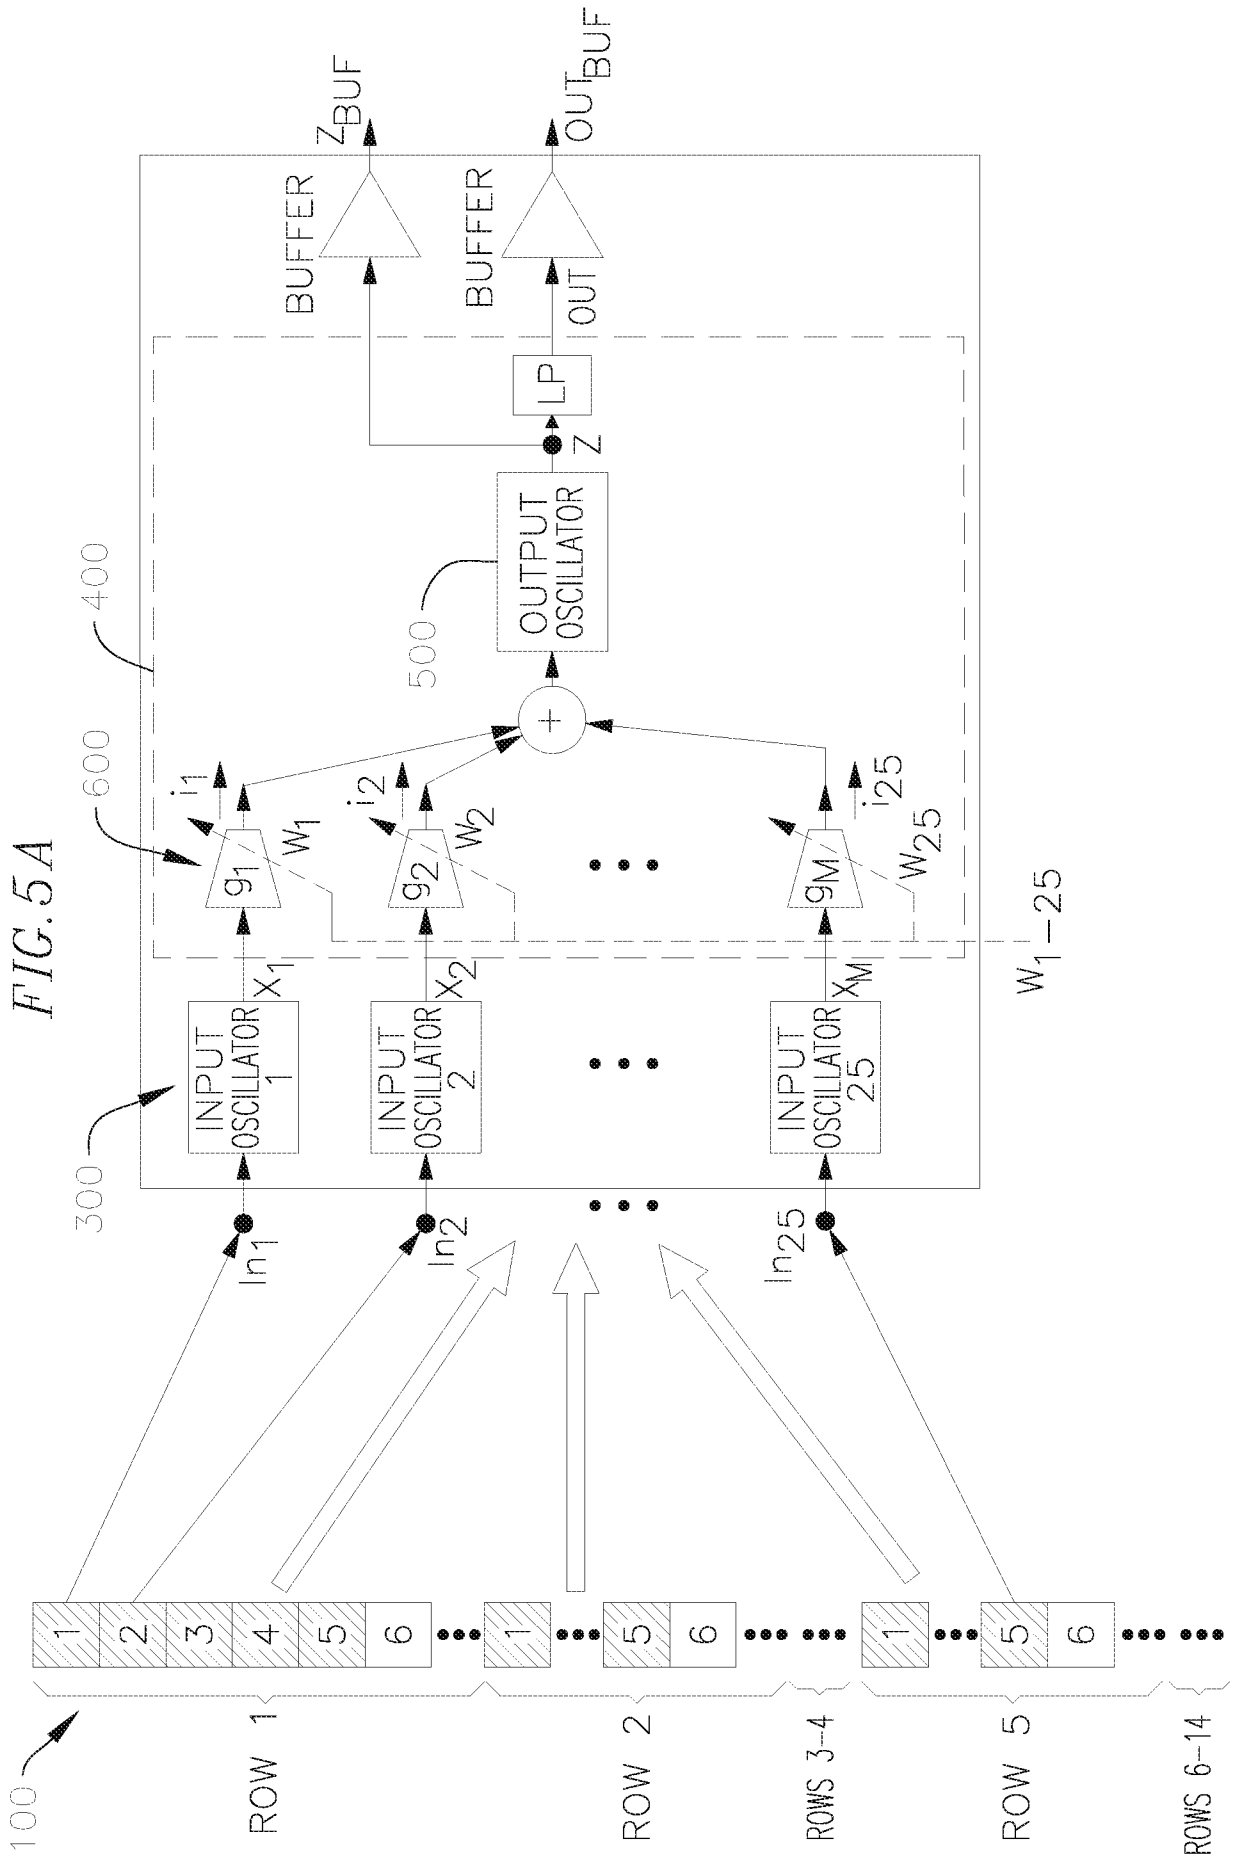 FIG. 5A
100
ROW 1
1
2
3
4
5
6
ROW 2
1
5
6
ROWS 3–4
ROW 5
1
5
6
ROWS 6–14
In1
In2
In25
300
INPUT
OSCILLATOR
1
INPUT
OSCILLATOR
2
INPUT
OSCILLATOR
25
X1
X2
XM
600
g1
g2
gM
W1
W2
W25
W1–25
i1
i2
i25
400
+
500
OUTPUT
OSCILLATOR
Z
LP
OUT
BUFFER
BUFFER
ZBUF
OUTBUF